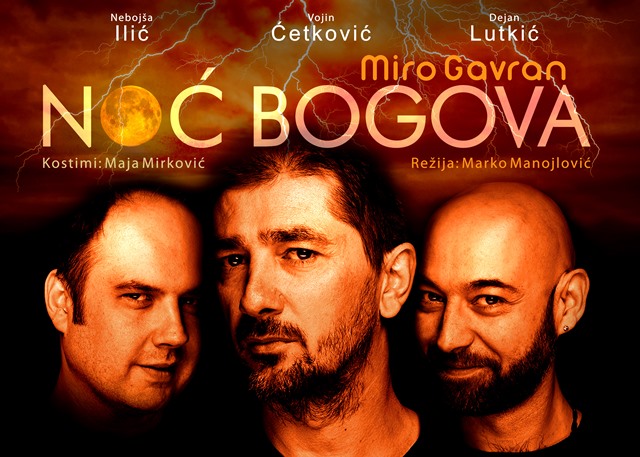 Nebojša
Ilić
Vojin
Ćetković
Dejan
Lutkić
Miro Gavran
NOĆ BOGOVA
Kostimi: Maja Mirković
Režija: Marko Manojlović